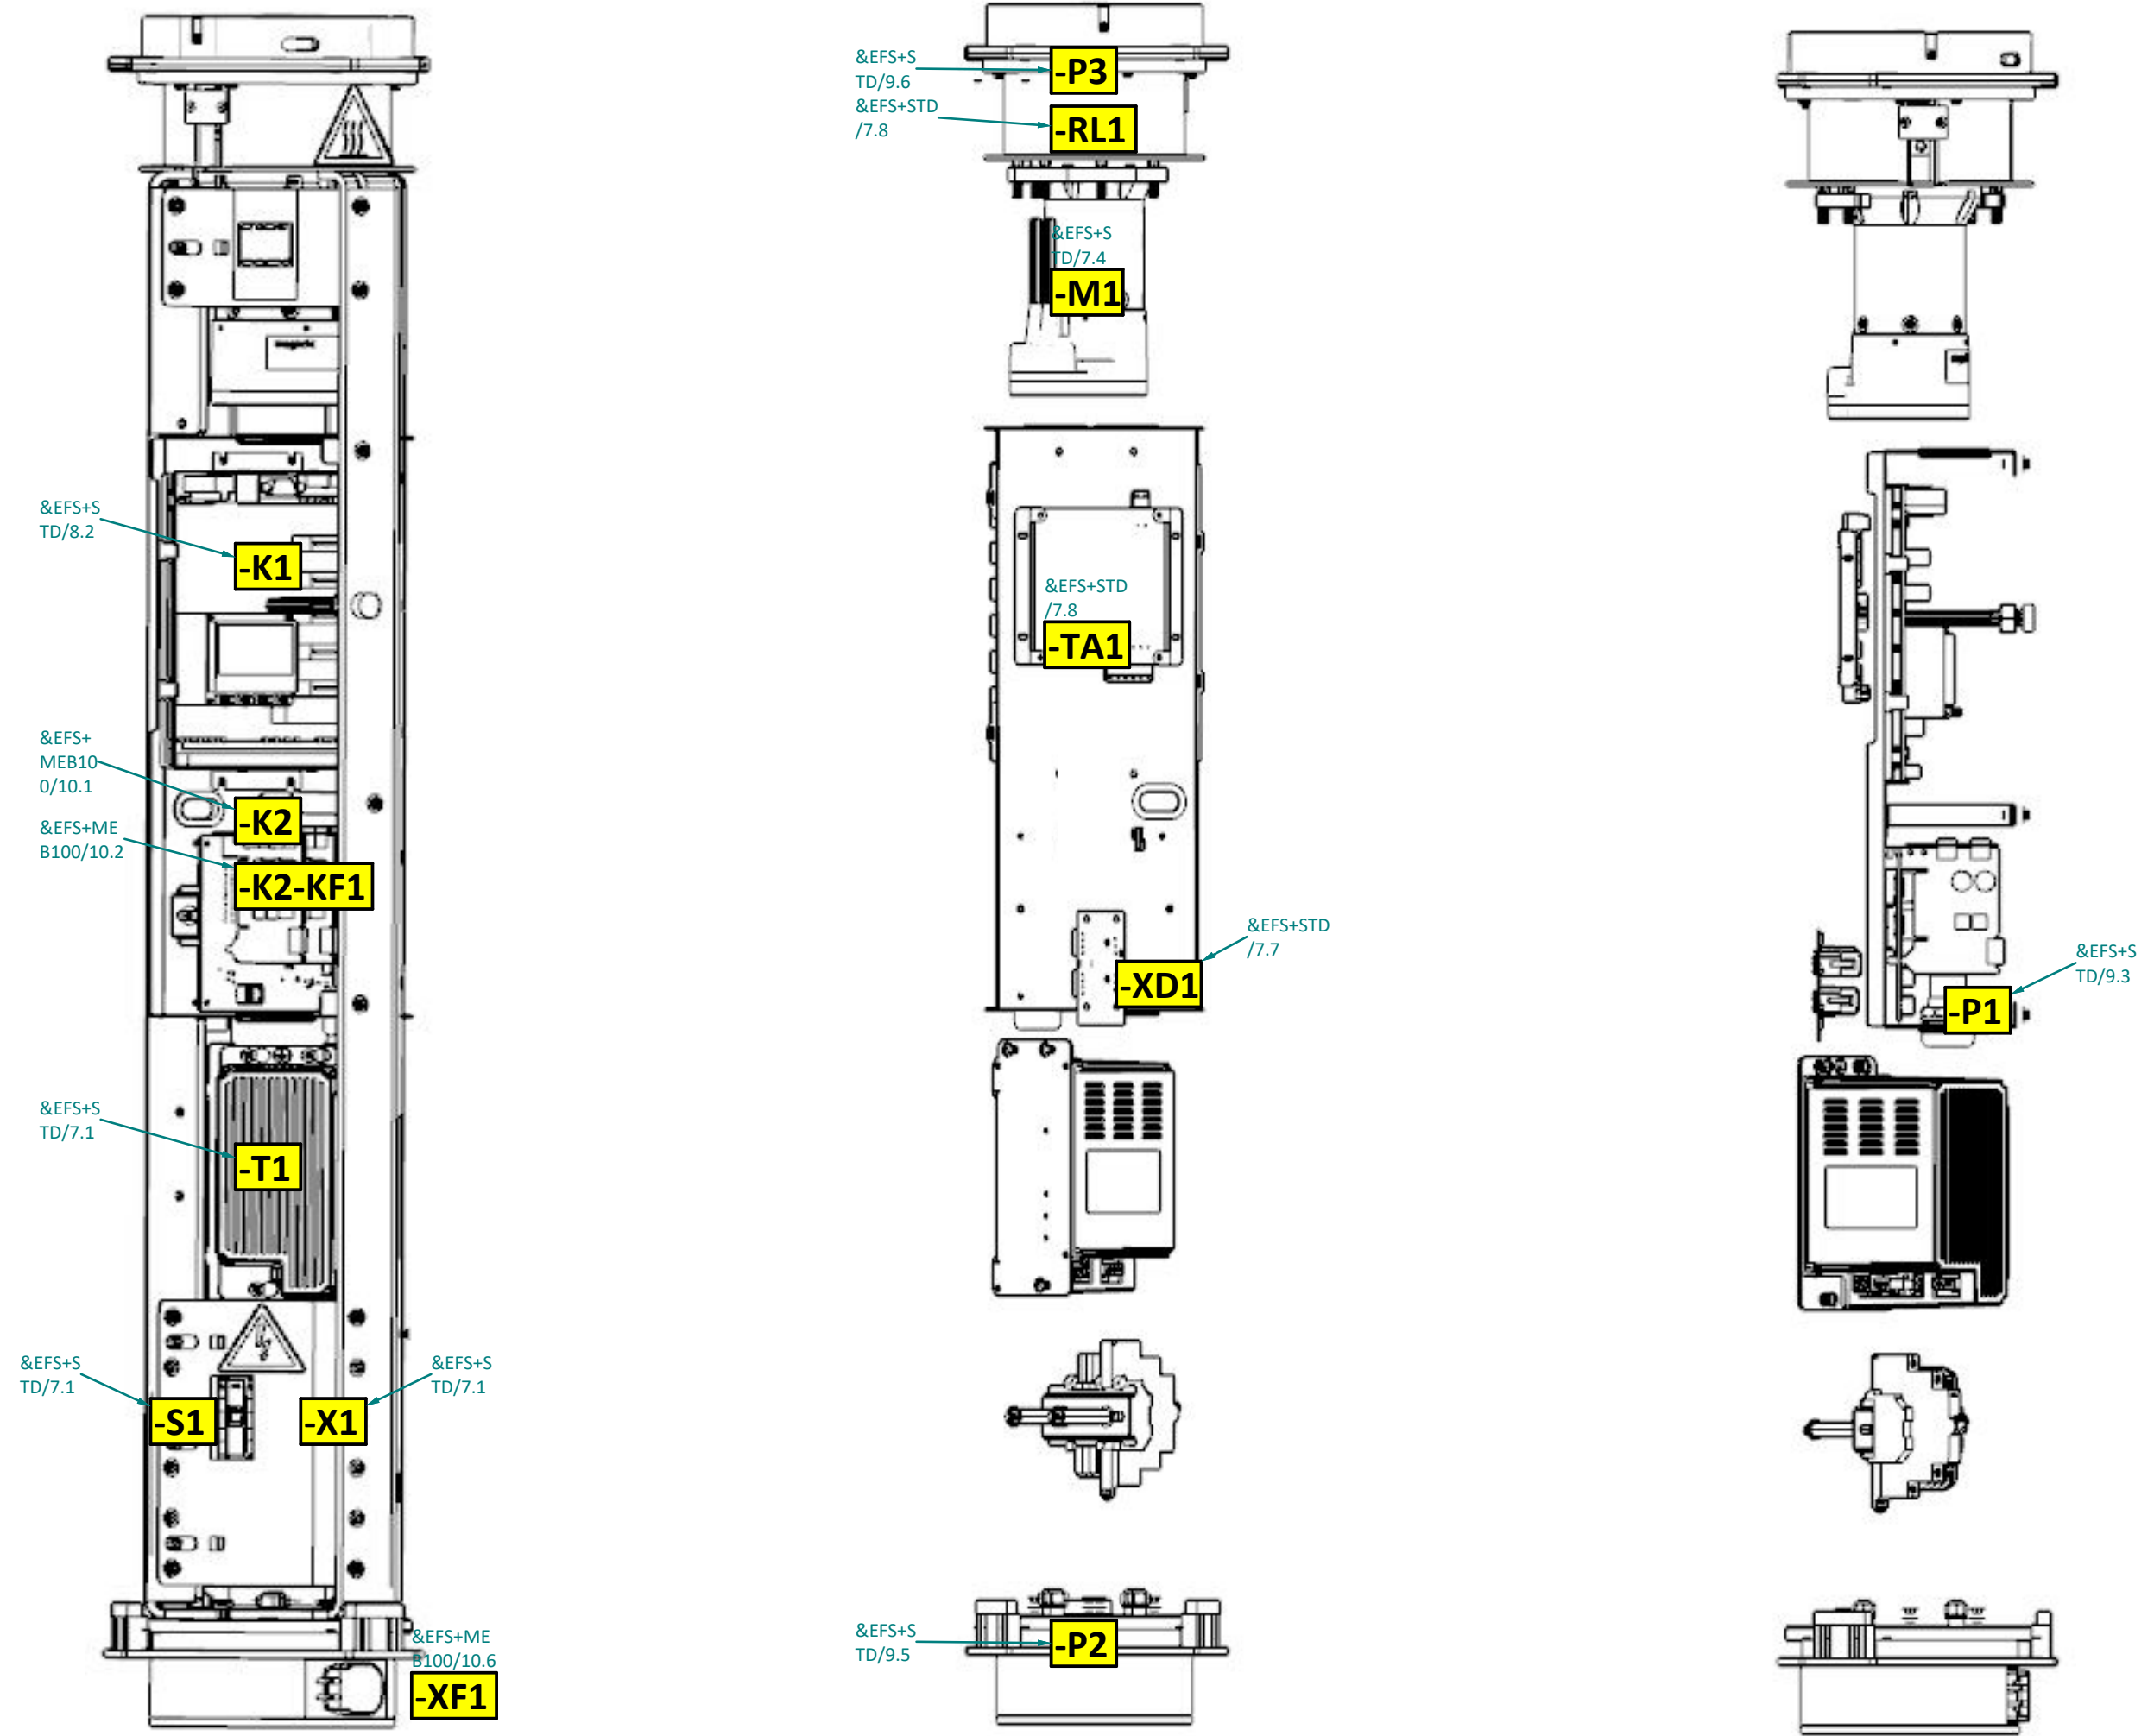 &EFS+S
TD/8.2
-K1
&EFS+
MEB10
0/10.1
-K2
&EFS+ME
B100/10.2
-K2-KF1
&EFS+S
TD/7.1
-T1
&EFS+S
TD/7.1
-S1
&EFS+S
TD/7.1
-X1
&EFS+ME
B100/10.6
-XF1
&EFS+S
TD/9.6
-P3
&EFS+STD
/7.8
-RL1
&EFS+S
TD/7.4
-M1
&EFS+STD
/7.8
-TA1
&EFS+STD
/7.7
-XD1
&EFS+S
TD/9.5
-P2
&EFS+S
TD/9.3
-P1